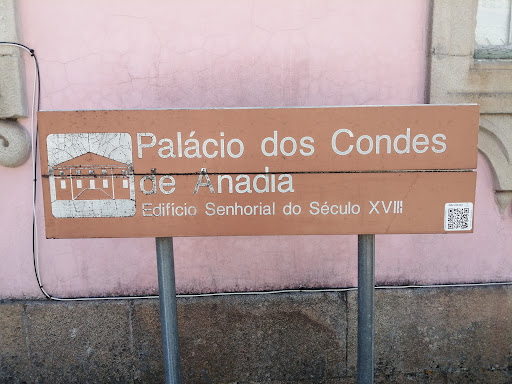 Palácio dos Condes
de Anadia
Edifício Senhorial do Século XVIII